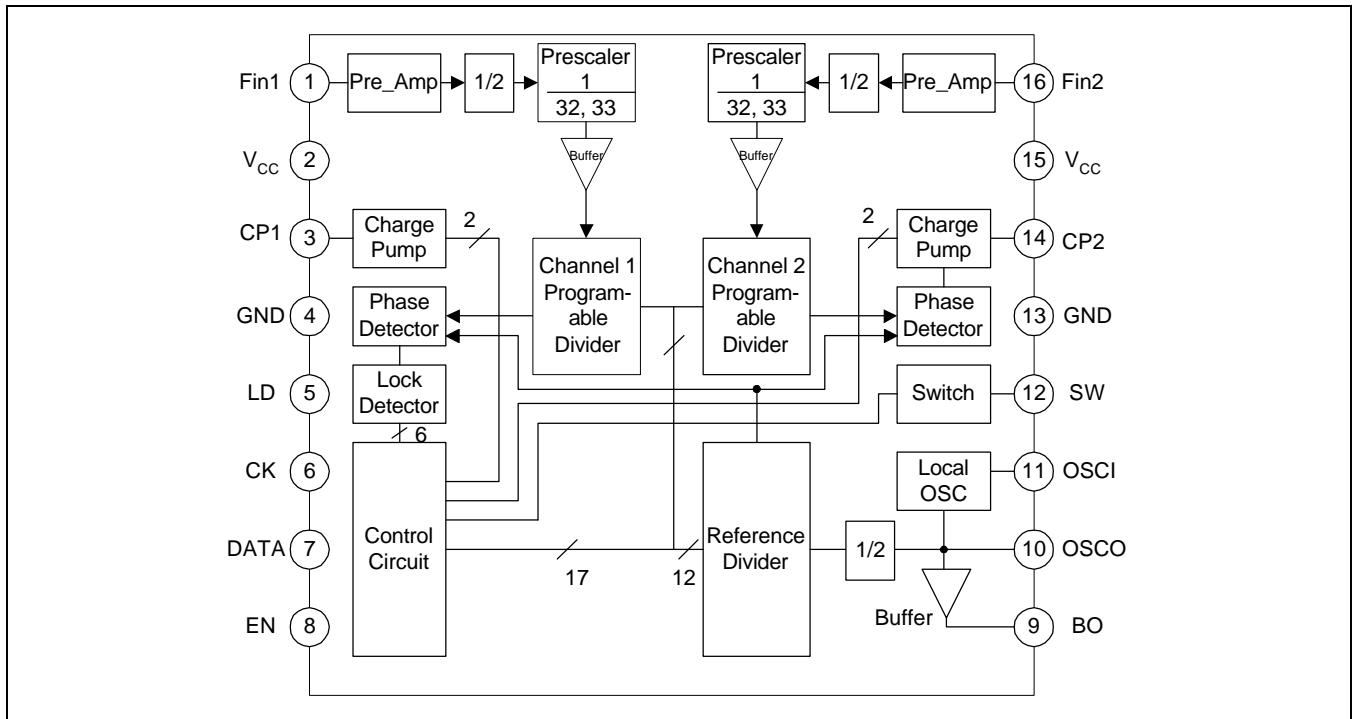 Fin1
1
Pre_Amp
1/2
Prescaler
1
32, 33
Prescaler
1
32, 33
1/2
Pre_Amp
16
Fin2
Buffer
Buffer
VCC
2
15
VCC
CP1
3
Charge
Pump
2
2
Charge
Pump
14
CP2
Channel 1
Program-
able
Divider
Channel 2
Program-
able
Divider
GND
4
Phase
Detector
Phase
Detector
13
GND
LD
5
Lock
Detector
6
Switch
12
SW
CK
6
Local
OSC
11
OSCI
DATA
7
Control
Circuit
17
12
Reference
Divider
1/2
10
OSCO
EN
8
Buffer
9
BO